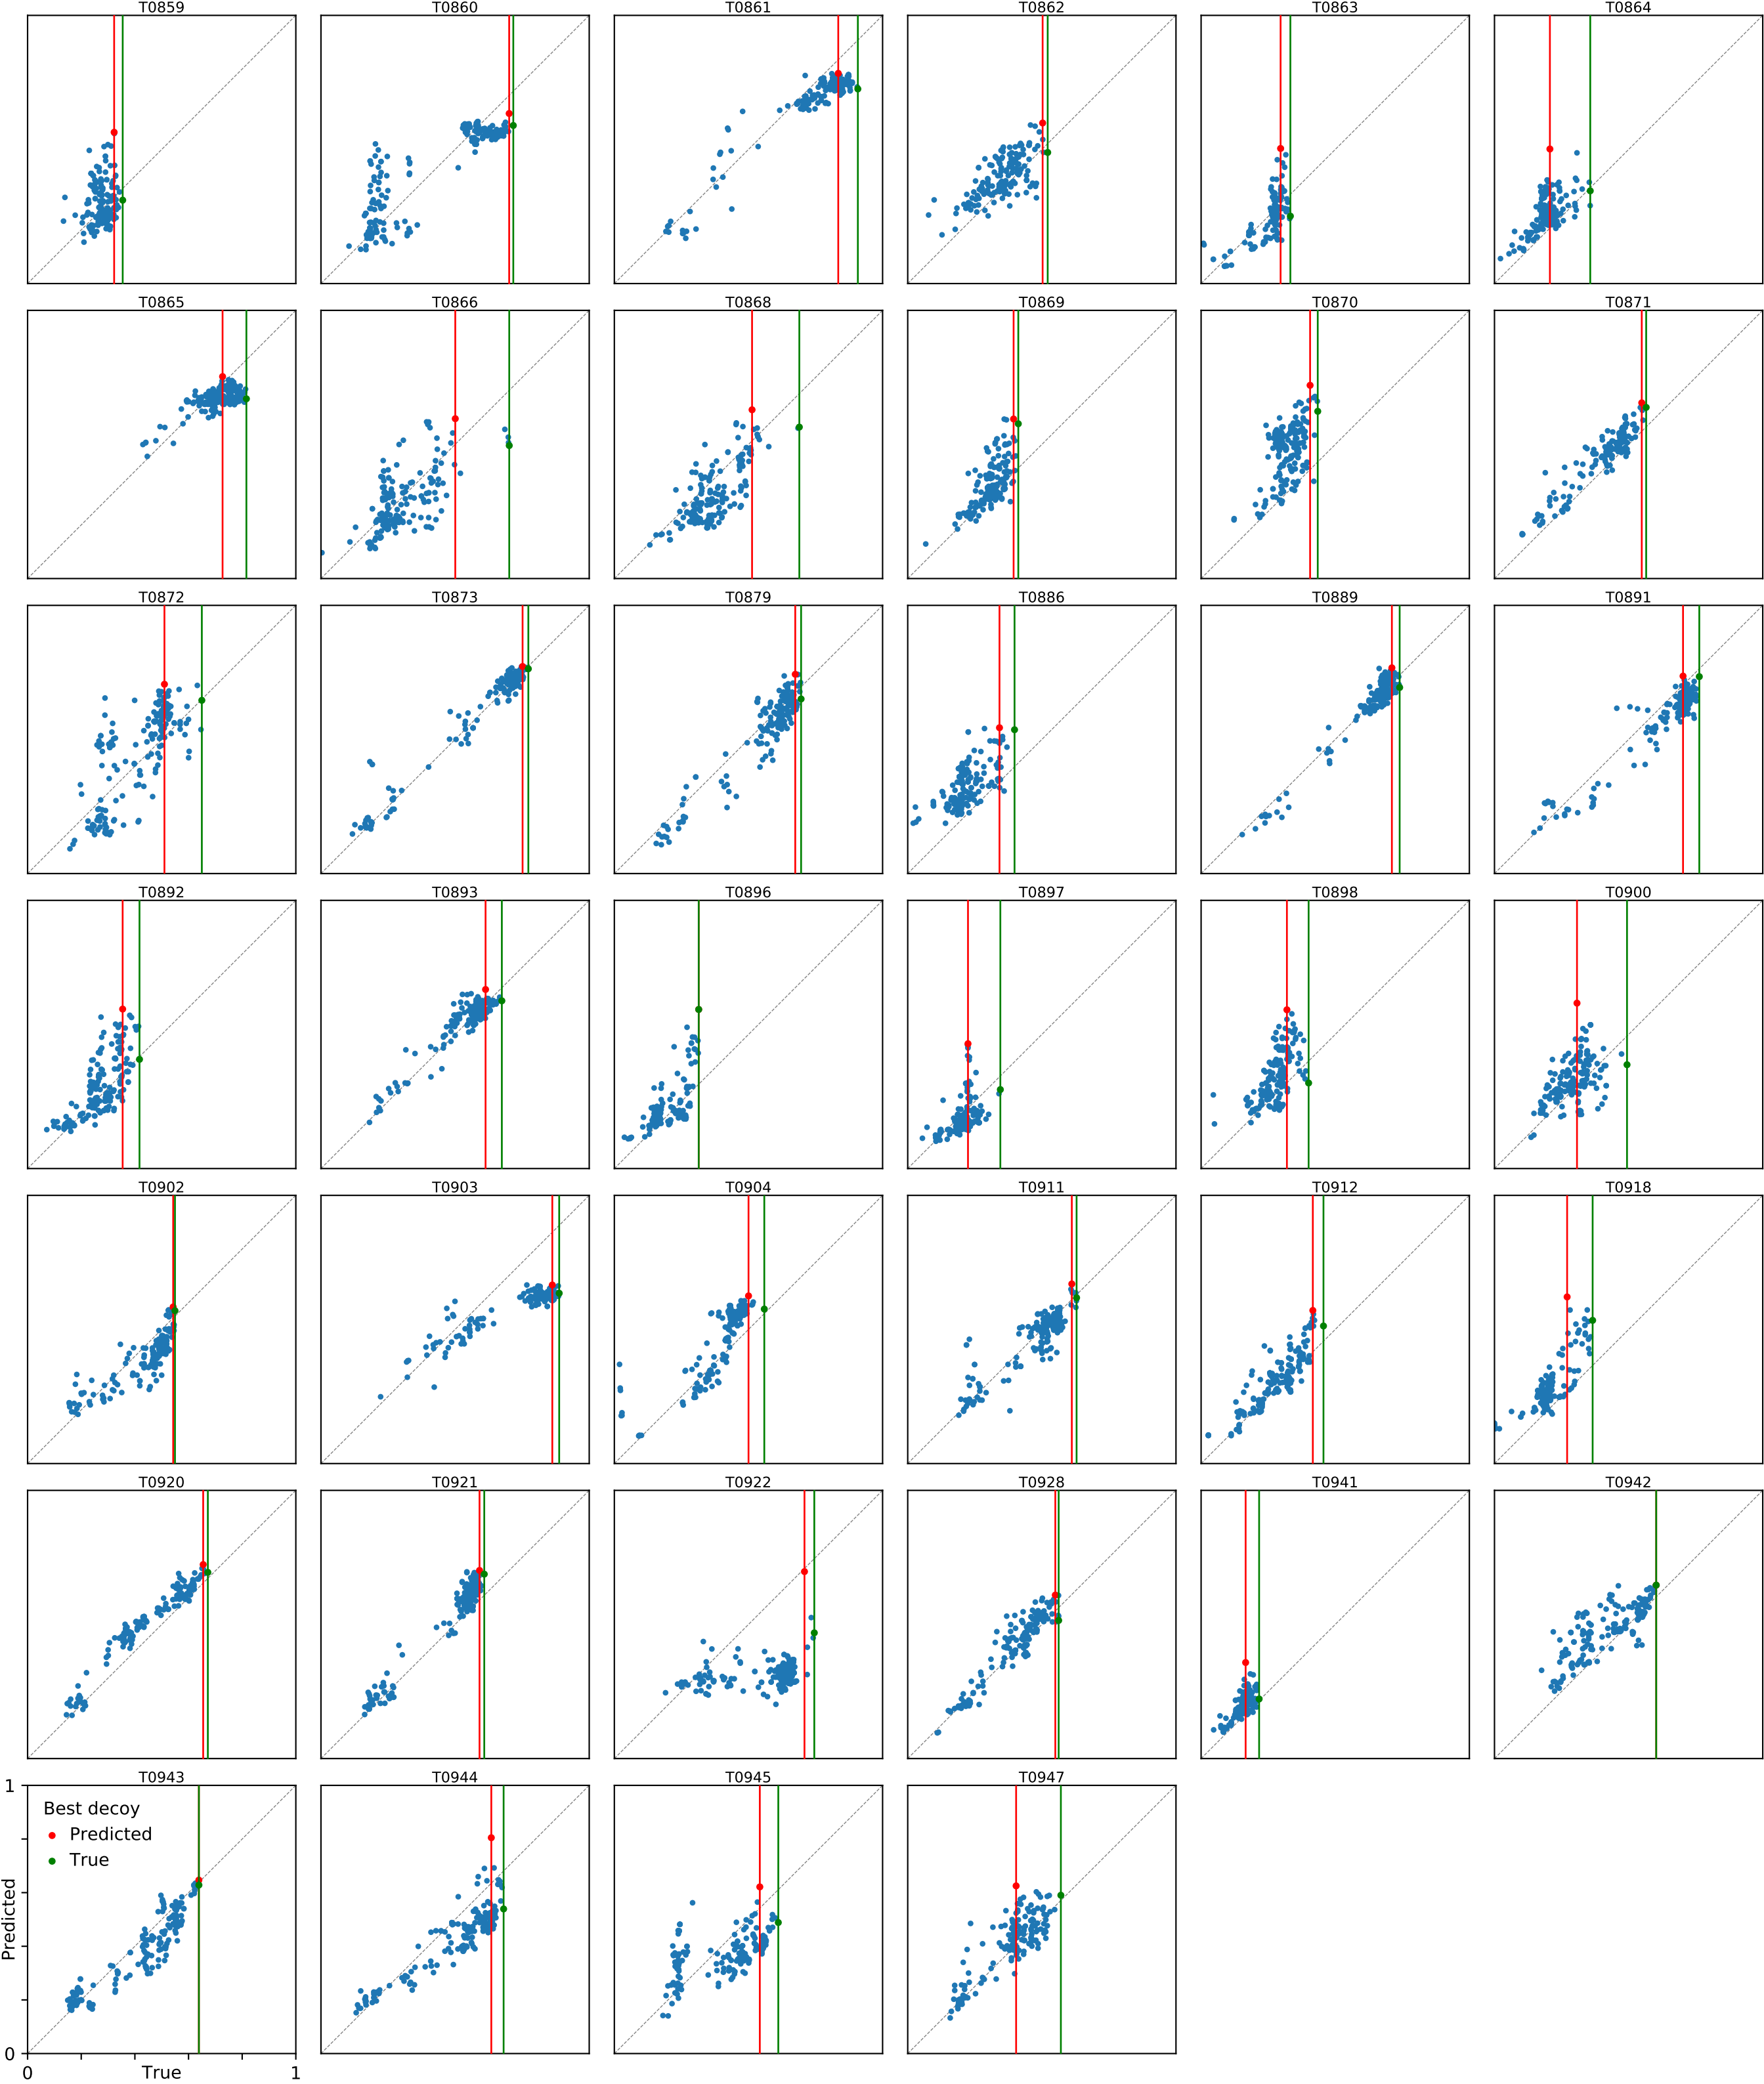 T0859 T0860 T0861 T0862 T0863 T0864
T0865 T0866 T0868 T0869 T0870 T0871
T0872 T0873 T0879 T0886 T0889 T0891
T0892 T0893 T0896 T0897 T0898 T0900
T0902 T0903 T0904 T0911 T0912 T0918
T0920 T0921 T0922 T0928 T0941 T0942
T0943 T0944 T0945 T0947
1
Best decoy
Predicted
True
Predicted
0
0 True 1